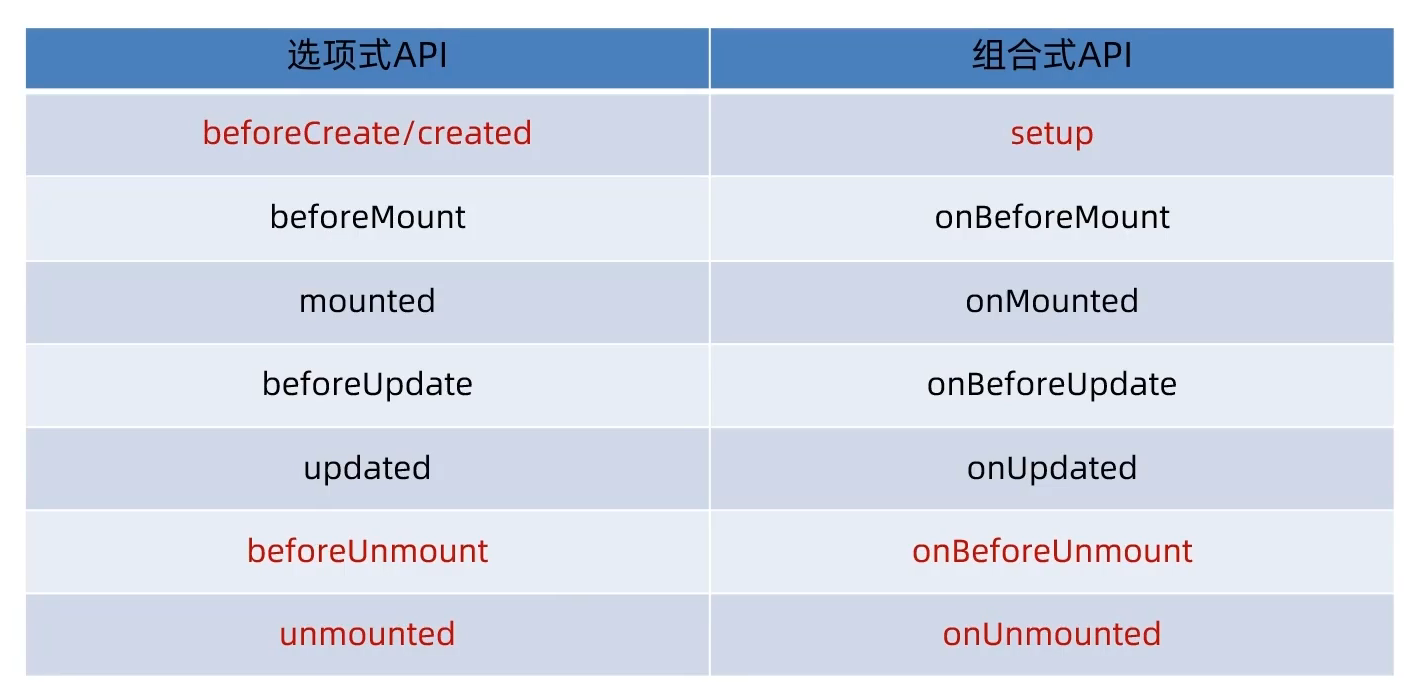 选项式API 组合式API
beforeCreate/created setup
beforeMount onBeforeMount
mounted onMounted
beforeUpdate onBeforeUpdate
updated onUpdated
beforeUnmount onBeforeUnmount
unmounted onUnmounted